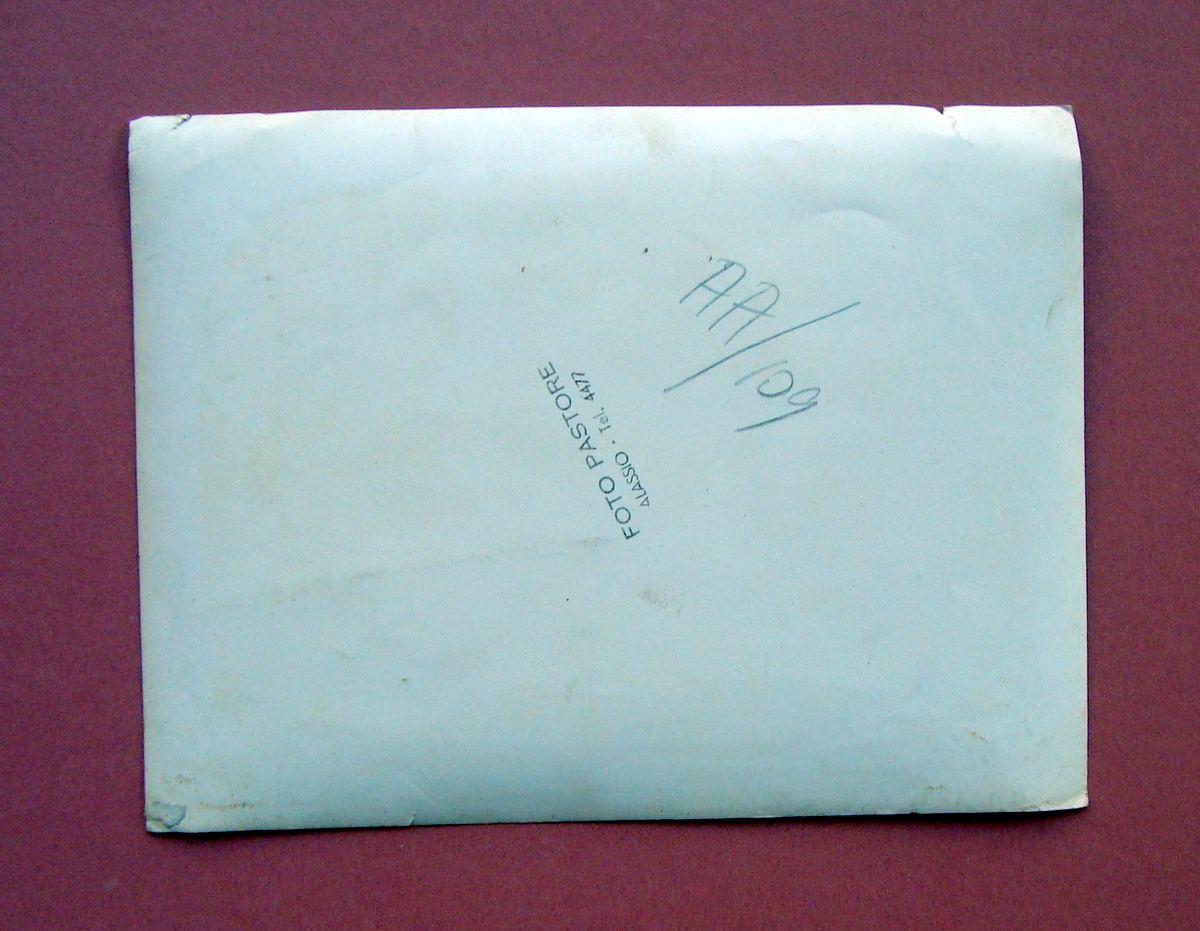 AA/109
FOTO PASTORE
ALASSIO - Tel. 4477